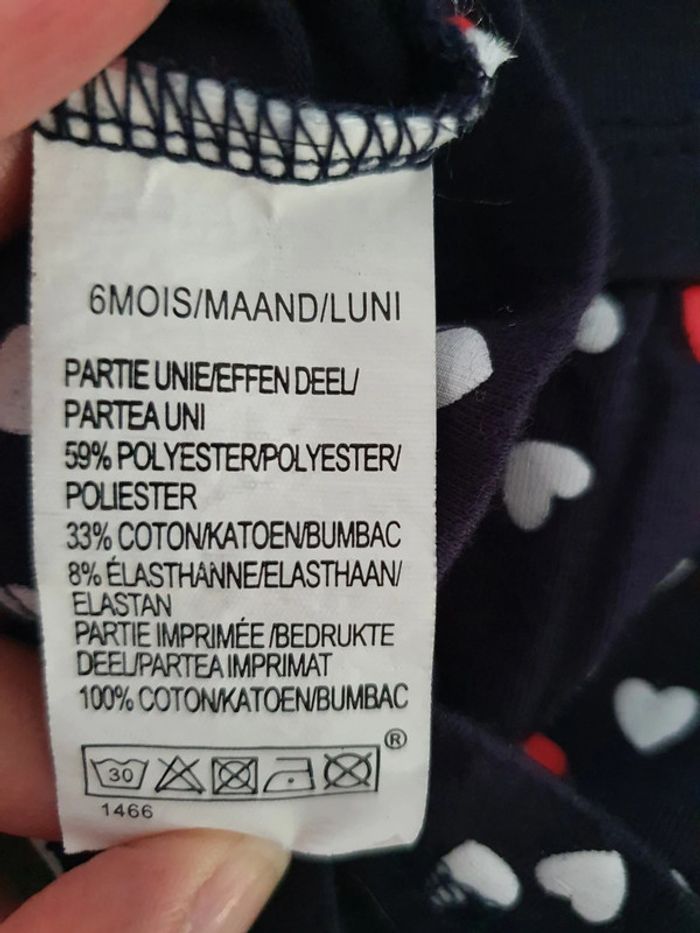 6MOIS/MAAND/LUNI
PARTIE UNIE/EFFEN DEEL/
PARTEA UNI
59% POLYESTER/POLYESTER/
POLIESTER
33% COTON/KATOEN/BUMBAC
8% ÉLASTHANNE/ELASTHAAN/
ELASTAN
PARTIE IMPRIMÉE /BEDRUKTE
DEEL/PARTEA IMPRIMAT
100% COTON/KATOEN/BUMBAC
®
30
1466